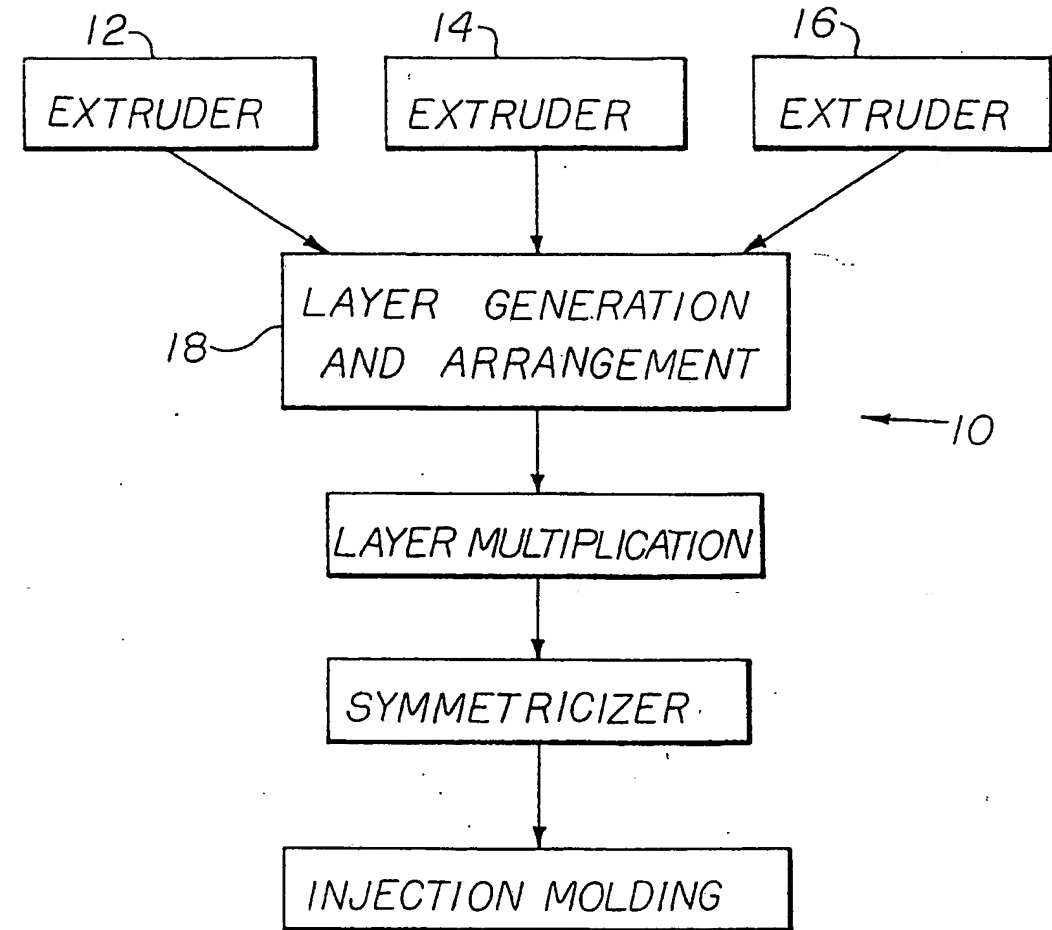 12
14
16
EXTRUDER
EXTRUDER
EXTRUDER
LAYER GENERATION
AND ARRANGEMENT
18
10
LAYER MULTIPLICATION
SYMMETRICIZER
INJECTION MOLDING